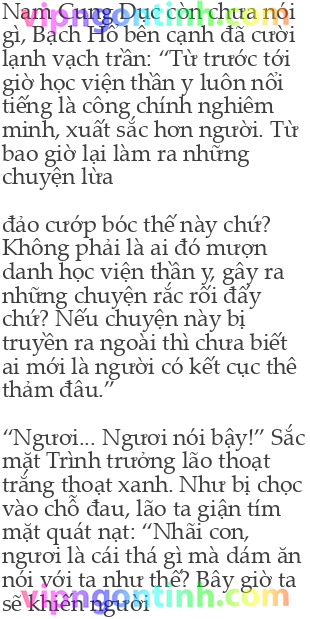 Nam Cung Dục còn chưa nói
gì, Bạch Hổ bên cạnh đã cười
lạnh vạch trần: “Từ trước tới
giờ học viện thần y luôn nổi
tiếng là công chính nghiêm
minh, xuất sắc hơn người. Từ
bao giờ lại làm ra những
chuyện lừa
đảo cướp bóc thế này chứ?
Không phải là ai đó mượn
danh học viện thần y, gây ra
những chuyện rắc rối đấy
chứ? Nếu chuyện này bị
truyền ra ngoài thì chưa biết
ai mới là người có kết cục thê
thảm đâu.”
“Ngươi... Ngươi nói bậy!” Sắc
mặt Trình trưởng lão thoạt
trắng thoạt xanh. Như bị chọc
vào chỗ đau, lão ta giận tím
mặt quát nạt: “Nhãi con,
ngươi là cái thá gì mà dám ăn
nói với ta như thế? Bây giờ ta
sẽ khiến ngươi
vipngontinh.com
vipngontinh.com